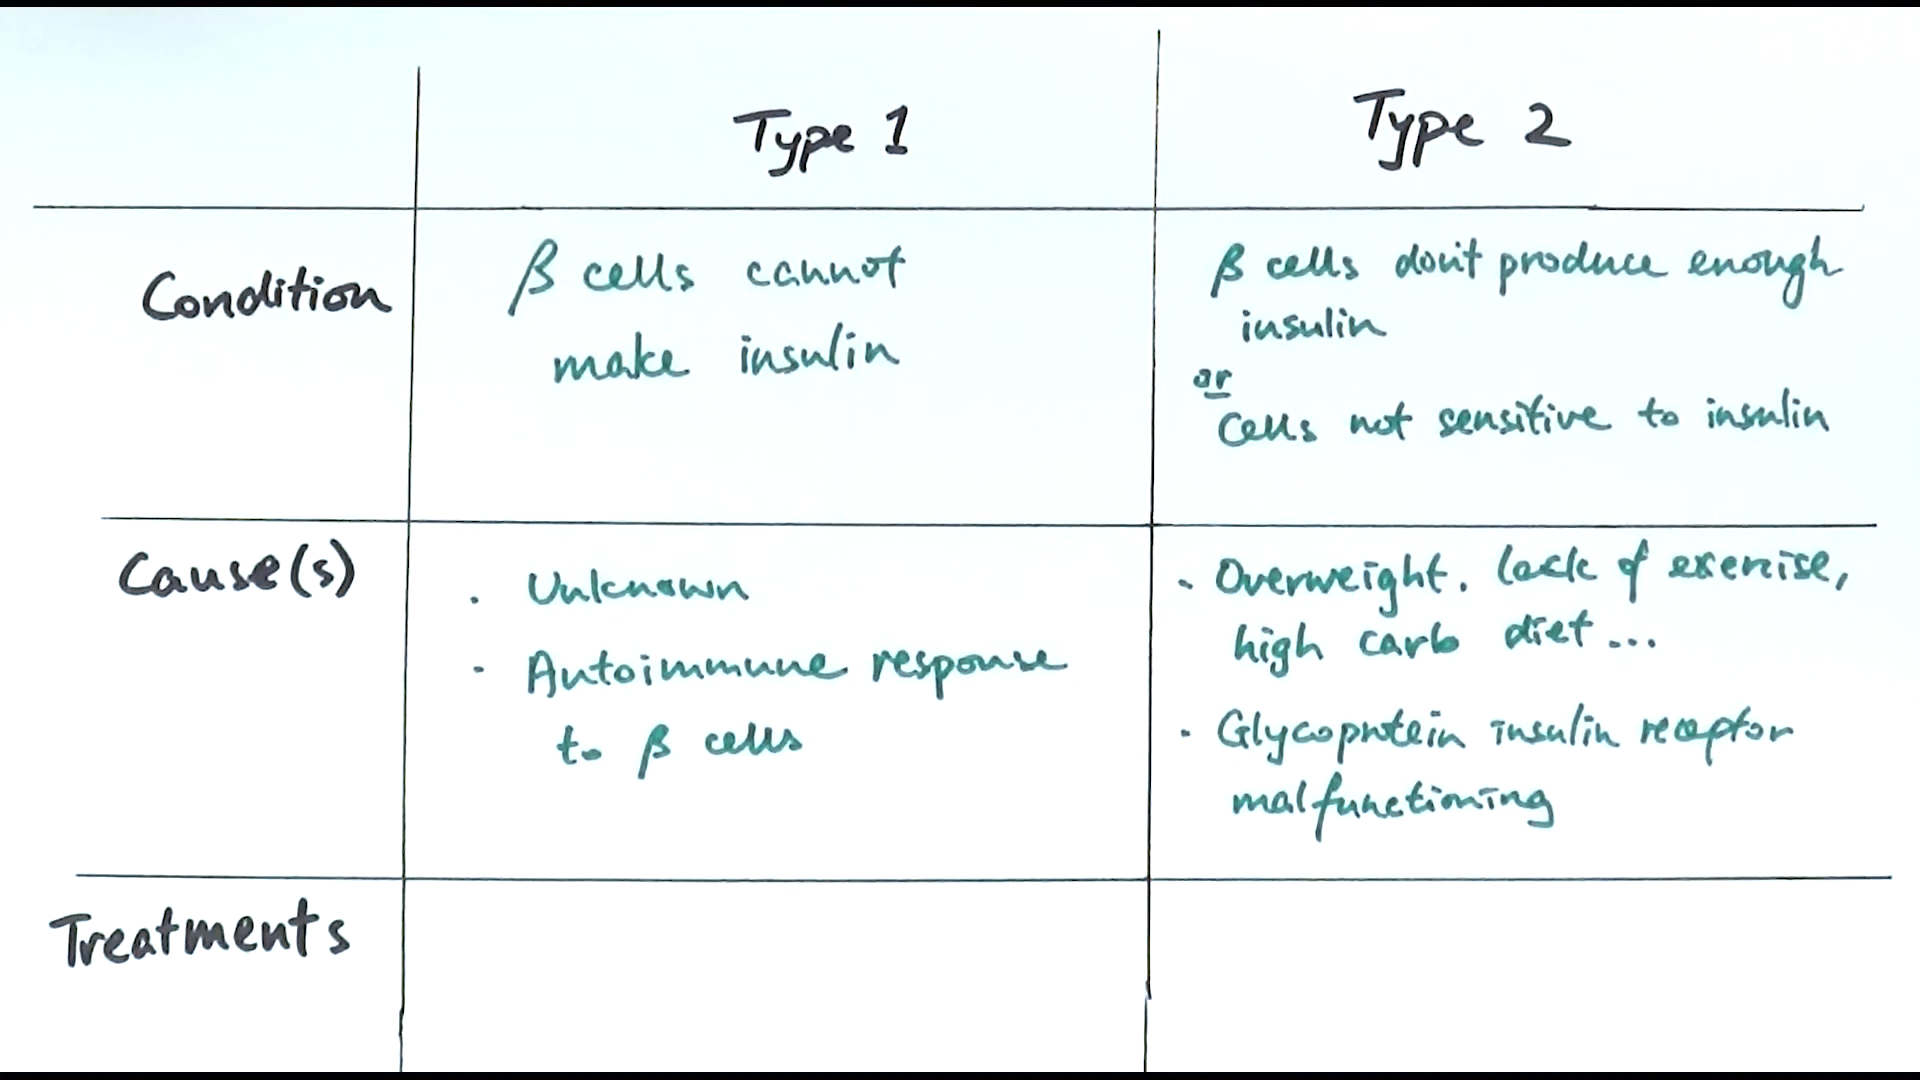 Type 1
Type 2
Condition
β cells cannot
make insulin
β cells don't produce enough
insulin
or
Cells not sensitive to insulin
Cause(s)
· Unknown
· Autoimmune response
to β cells
· Overweight. lack of exercise,
high carb diet...
· Glycoprotein insulin receptor
malfunctioning
Treatments